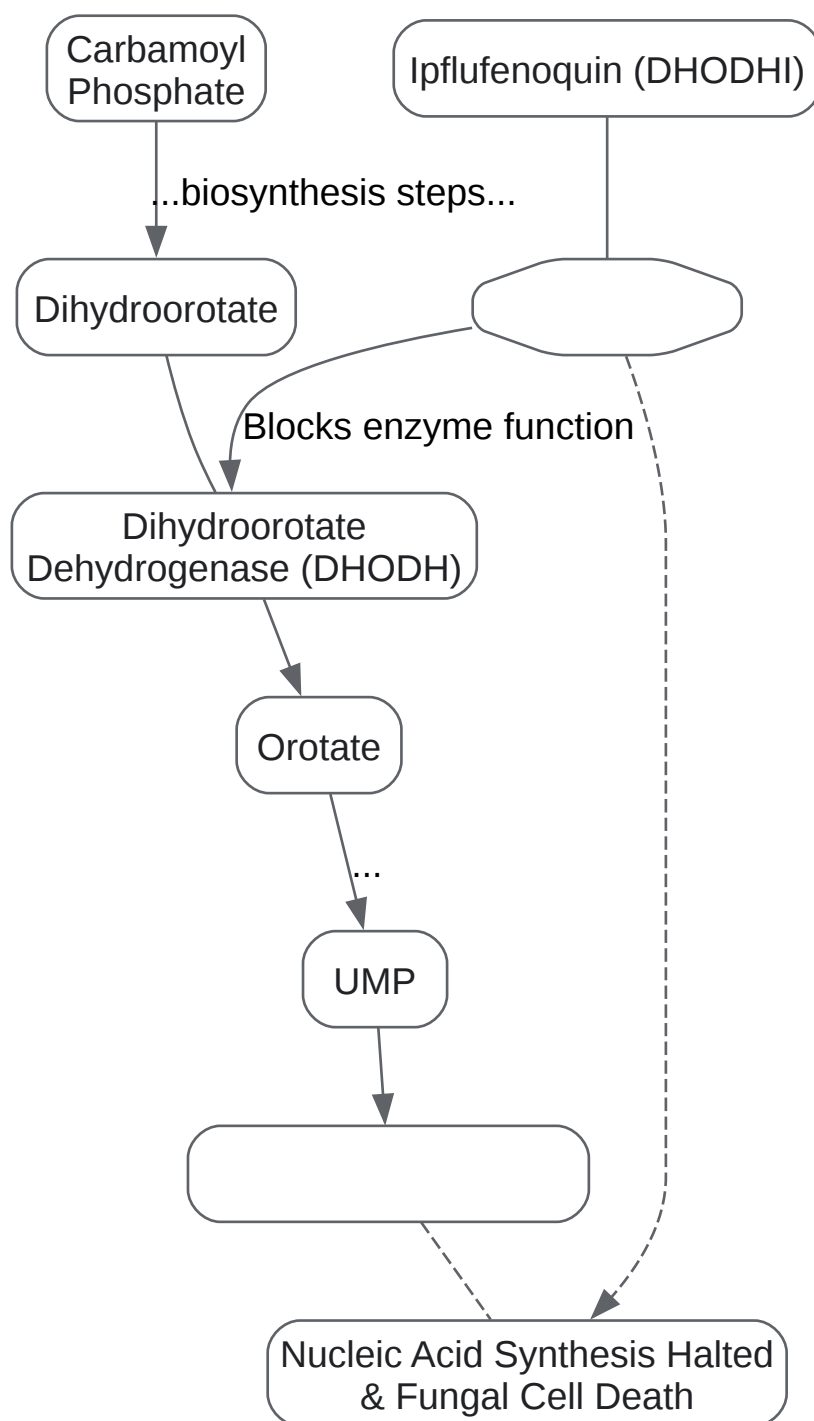 Carbamoyl
Phosphate
Ipflufenoquin (DHODHI)
...biosynthesis steps...
Dihydroorotate
Blocks enzyme function
Dihydroorotate
Dehydrogenase (DHODH)
Orotate
...
UMP
Nucleic Acid Synthesis Halted
& Fungal Cell Death